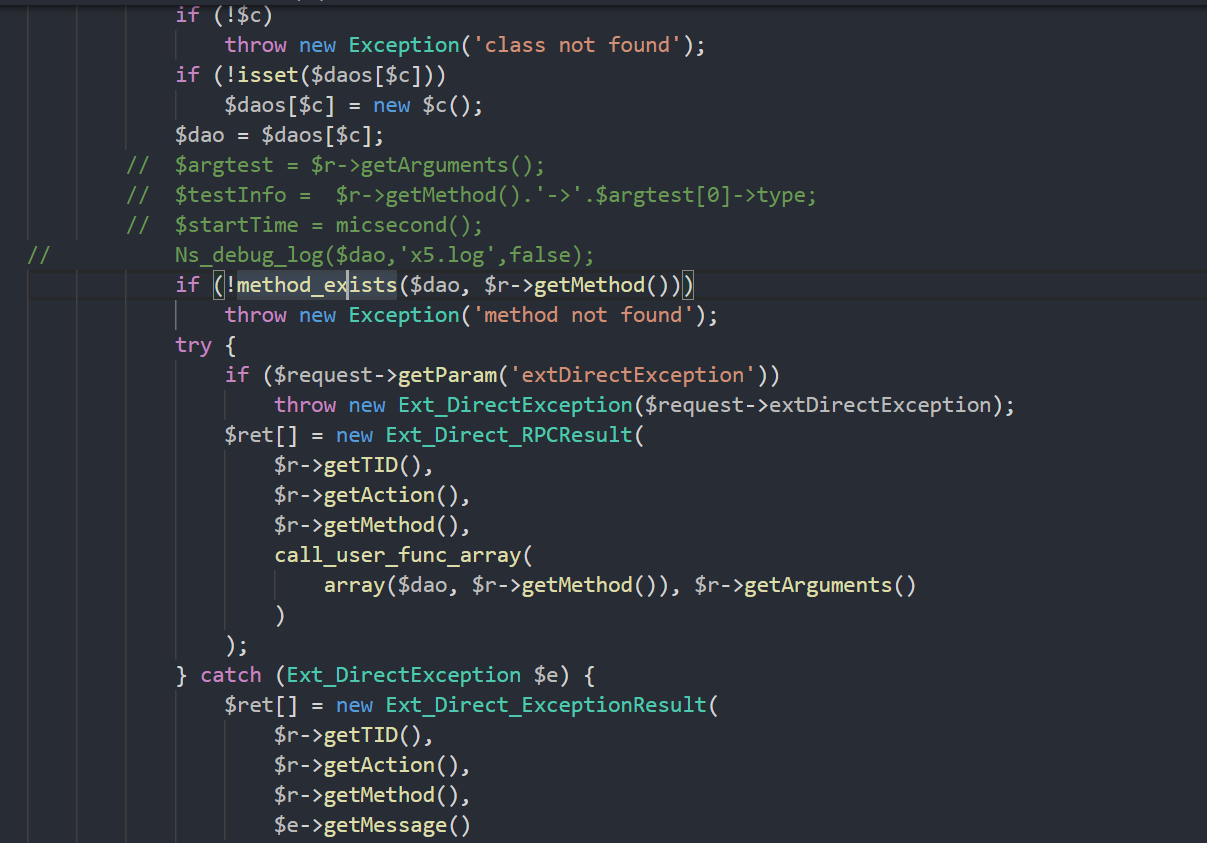 if (!$c)
throw new Exception('class not found');
if (!isset($daos[$c]))
$daos[$c] = new $c();
$dao = $daos[$c];
// $argtest = $r->getArguments();
// $testInfo =  $r->getMethod().'->'.$argtest[0]->type;
// $startTime = micsecond();
// Ns_debug_log($dao,'x5.log',false);
if (!method_exists($dao, $r->getMethod()))
throw new Exception('method not found');
try {
if ($request->getParam('extDirectException'))
throw new Ext_DirectException($request->extDirectException);
$ret[] = new Ext_Direct_RPCResult(
$r->getTID(),
$r->getAction(),
$r->getMethod(),
call_user_func_array(
array($dao, $r->getMethod()), $r->getArguments()
)
);
} catch (Ext_DirectException $e) {
$ret[] = new Ext_Direct_ExceptionResult(
$r->getTID(),
$r->getAction(),
$r->getMethod(),
$e->getMessage()